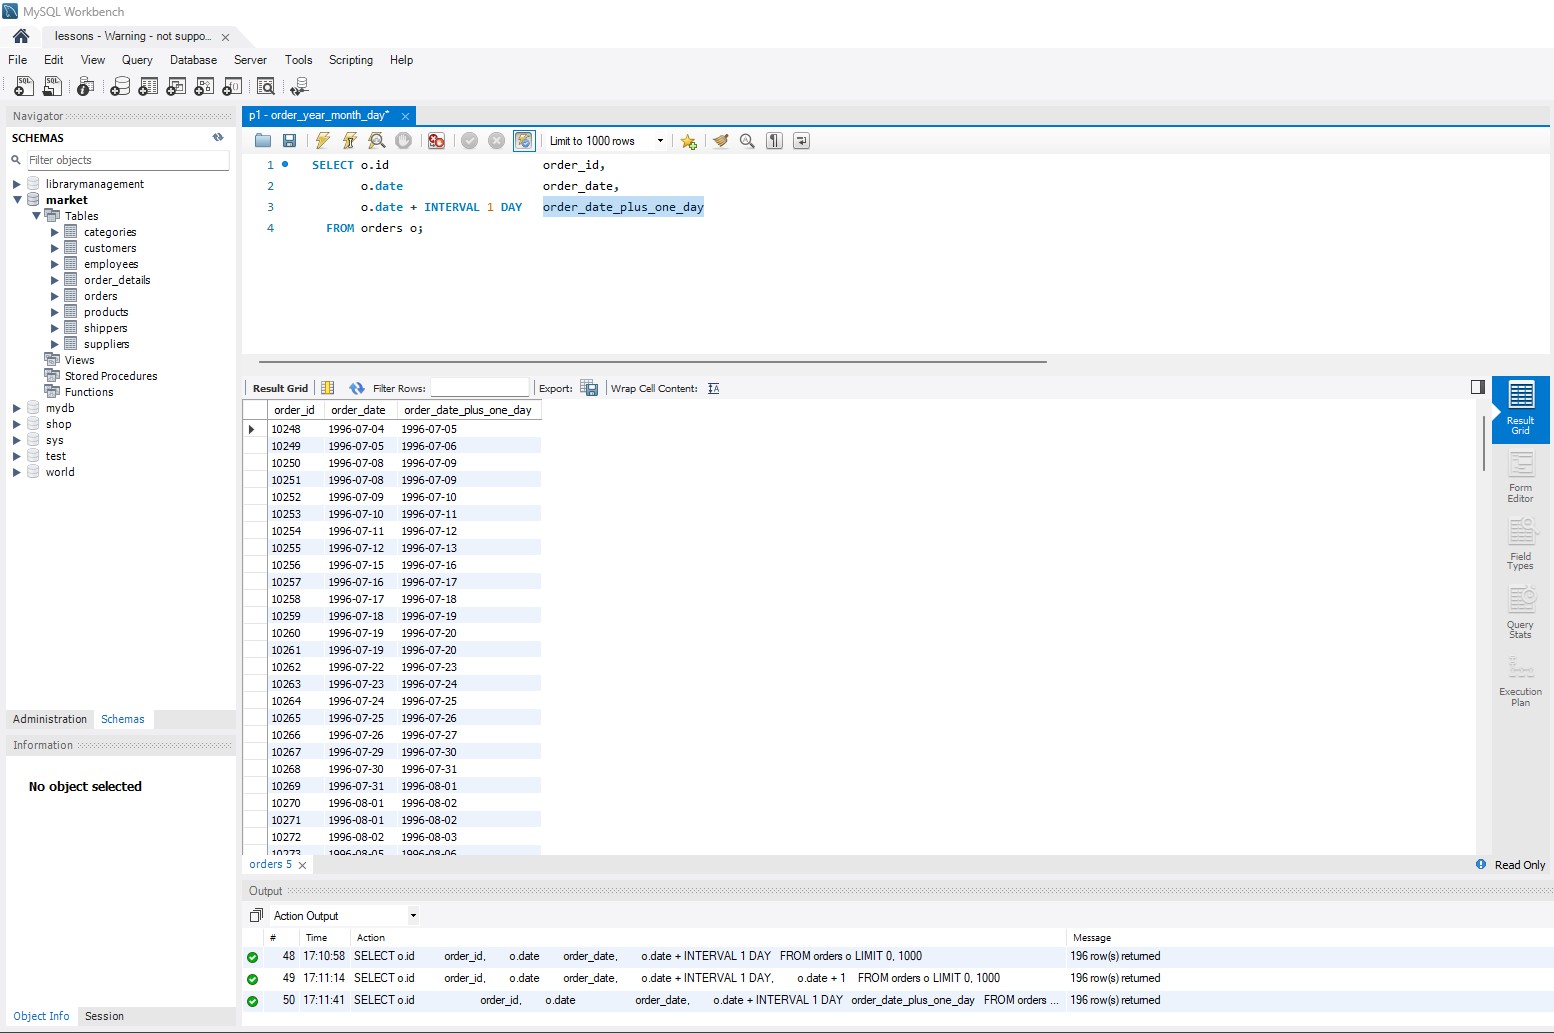 MySQL Workbench
lessons - Warning - not suppo...
File Edit View Query Database Server Tools Scripting Help
Navigator
SCHEMAS
Filter objects
librarymanagement
market
Tables
categories
customers
employees
order_details
orders
products
shippers
suppliers
Views
Stored Procedures
Functions
mydb
shop
sys
test
world
Administration Schemas
Information
No object selected
Object Info Session
p1 - order_year_month_day*
Limit to 1000 rows
1 SELECT o.id order_id,
2 o.date order_date,
3 o.date + INTERVAL 1 DAY order_date_plus_one_day
4 FROM orders o;
Result Grid Filter Rows: Export: Wrap Cell Content:
order_id order_date order_date_plus_one_day
10248 1996-07-04 1996-07-05
10249 1996-07-05 1996-07-06
10250 1996-07-08 1996-07-09
10251 1996-07-08 1996-07-09
10252 1996-07-09 1996-07-10
10253 1996-07-10 1996-07-11
10254 1996-07-11 1996-07-12
10255 1996-07-12 1996-07-13
10256 1996-07-15 1996-07-16
10257 1996-07-16 1996-07-17
10258 1996-07-17 1996-07-18
10259 1996-07-18 1996-07-19
10260 1996-07-19 1996-07-20
10261 1996-07-19 1996-07-20
10262 1996-07-22 1996-07-23
10263 1996-07-23 1996-07-24
10264 1996-07-24 1996-07-25
10265 1996-07-25 1996-07-26
10266 1996-07-26 1996-07-27
10267 1996-07-29 1996-07-30
10268 1996-07-30 1996-07-31
10269 1996-07-31 1996-08-01
10270 1996-08-01 1996-08-02
10271 1996-08-01 1996-08-02
10272 1996-08-02 1996-08-03
10273 1996-08-05 1996-08-06
Result
Grid
Form
Editor
Field
Types
Query
Stats
Execution
Plan
orders 5
Read Only
Output
Action Output
# Time Action Message
48 17:10:58 SELECT o.id order_id, o.date order_date, o.date + INTERVAL 1 DAY FROM orders o LIMIT 0, 1000 196 row(s) returned
49 17:11:14 SELECT o.id order_id, o.date order_date, o.date + INTERVAL 1 DAY, o.date + 1 FROM orders o LIMIT 0, 1000 196 row(s) returned
50 17:11:41 SELECT o.id order_id, o.date order_date, o.date + INTERVAL 1 DAY order_date_plus_one_day FROM orders ... 196 row(s) returned